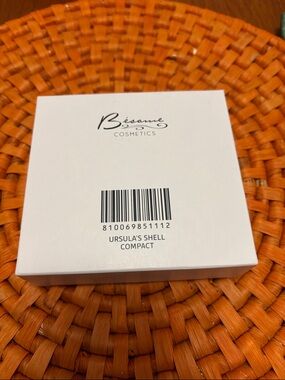 Bésame
COSMETICS
810069851112
URSULA'S SHELL
COMPACT